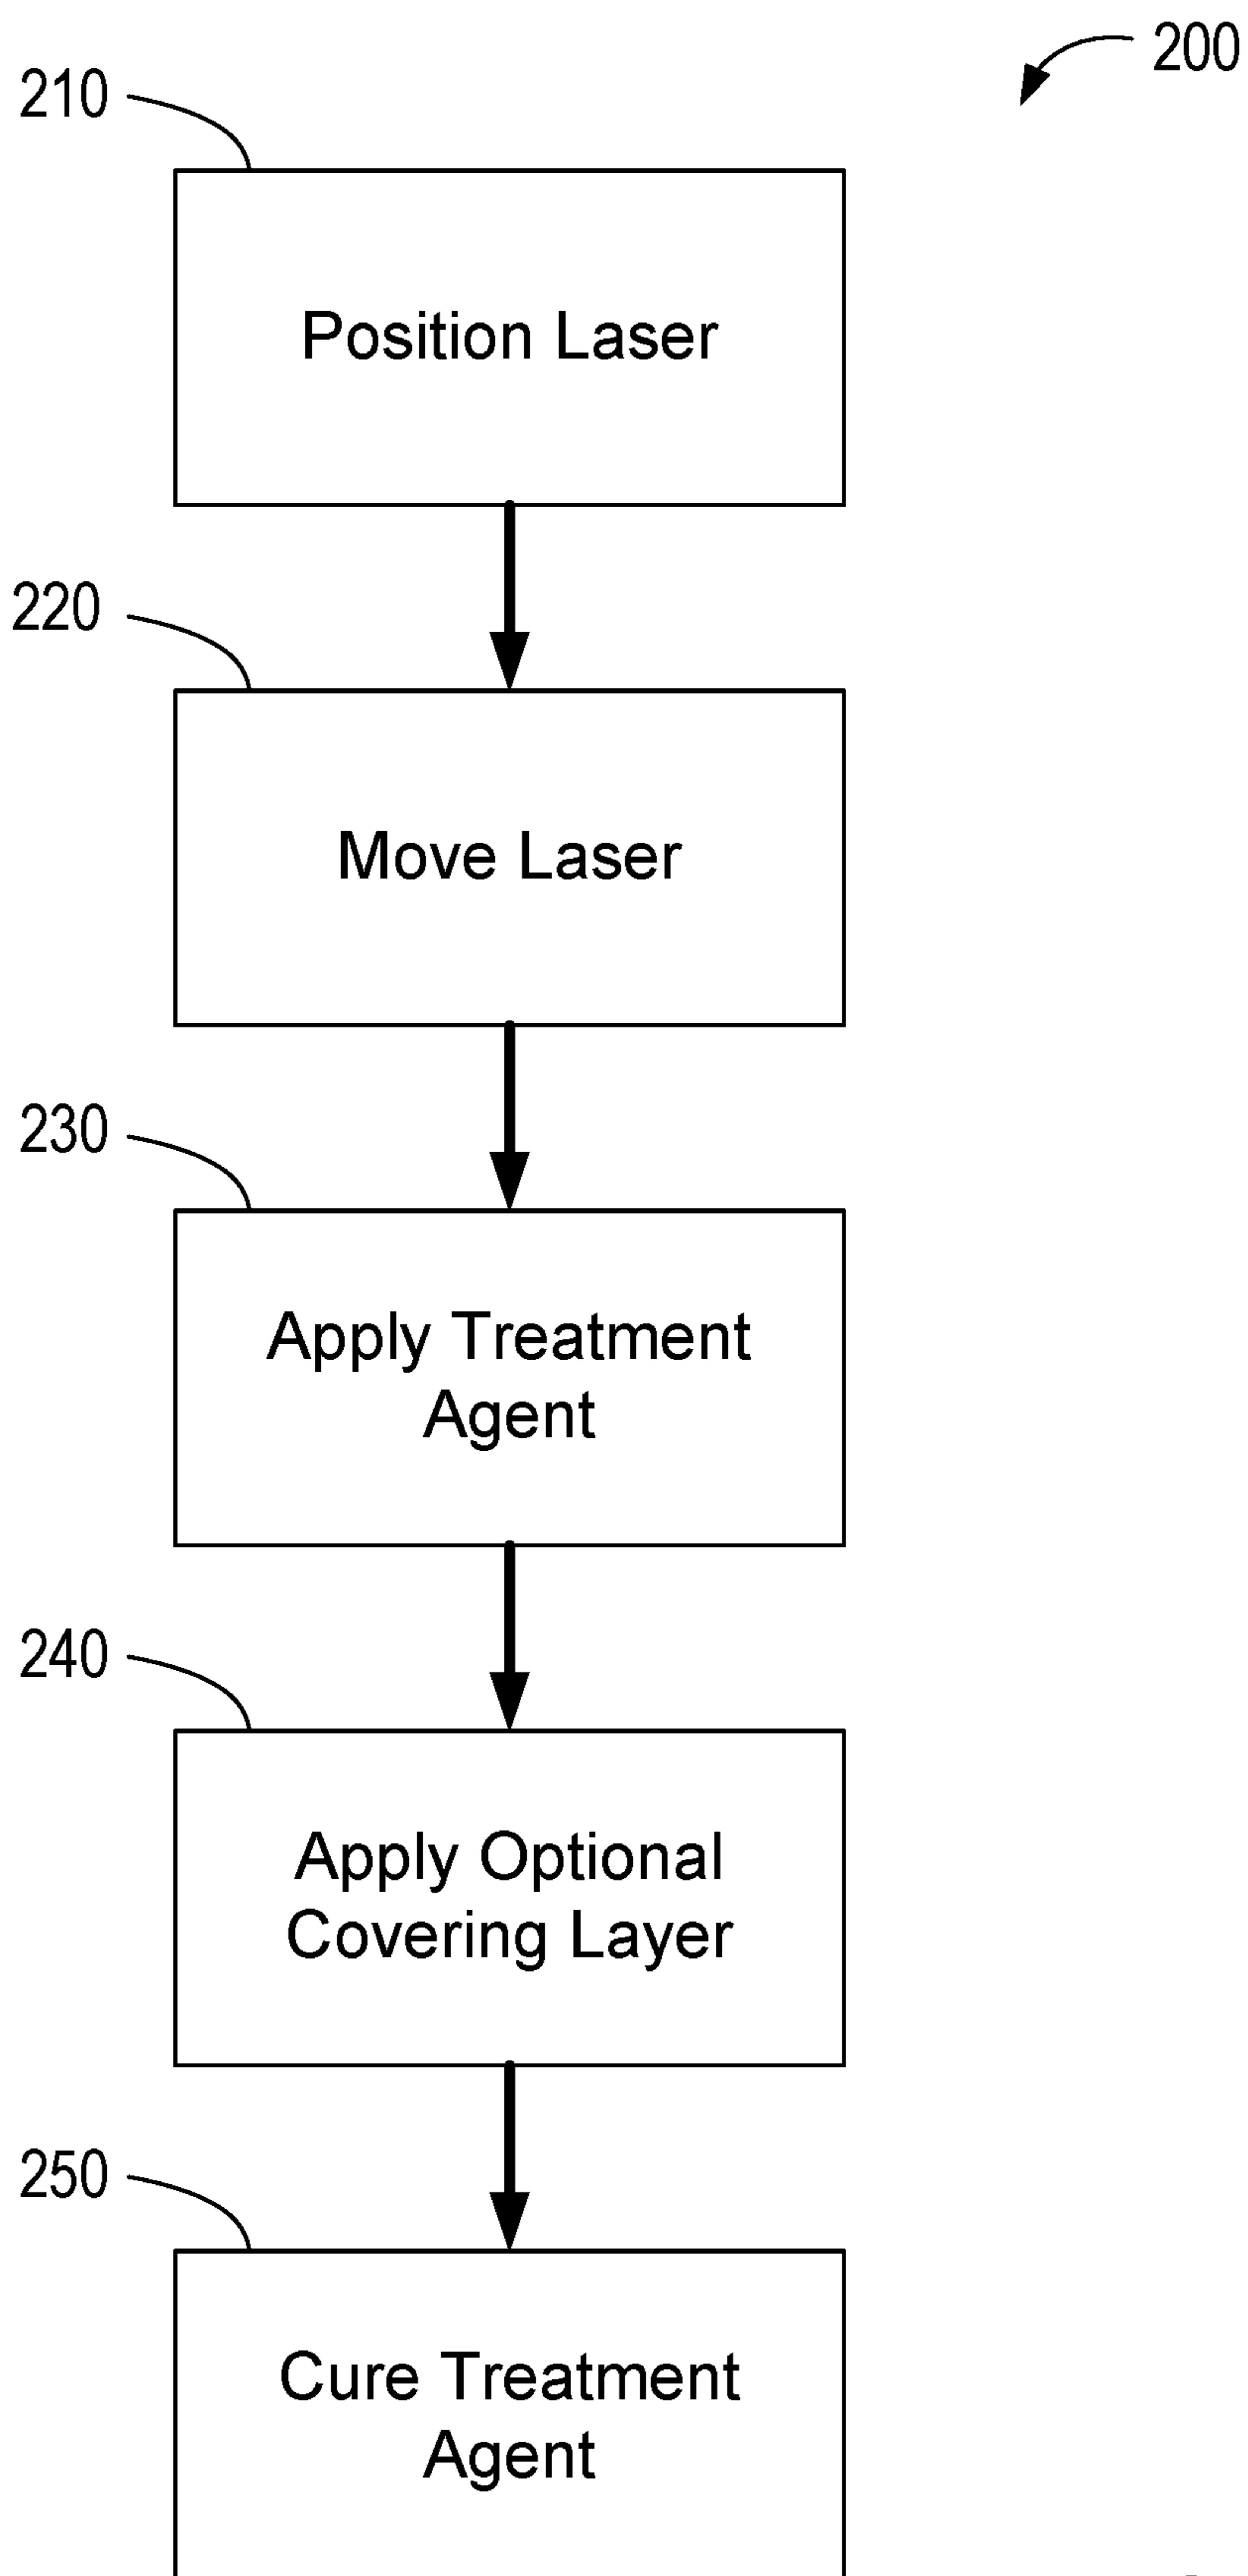 200
210
Position Laser
220
Move Laser
230
Apply Treatment
Agent
240
Apply Optional
Covering Layer
250
Cure Treatment
Agent